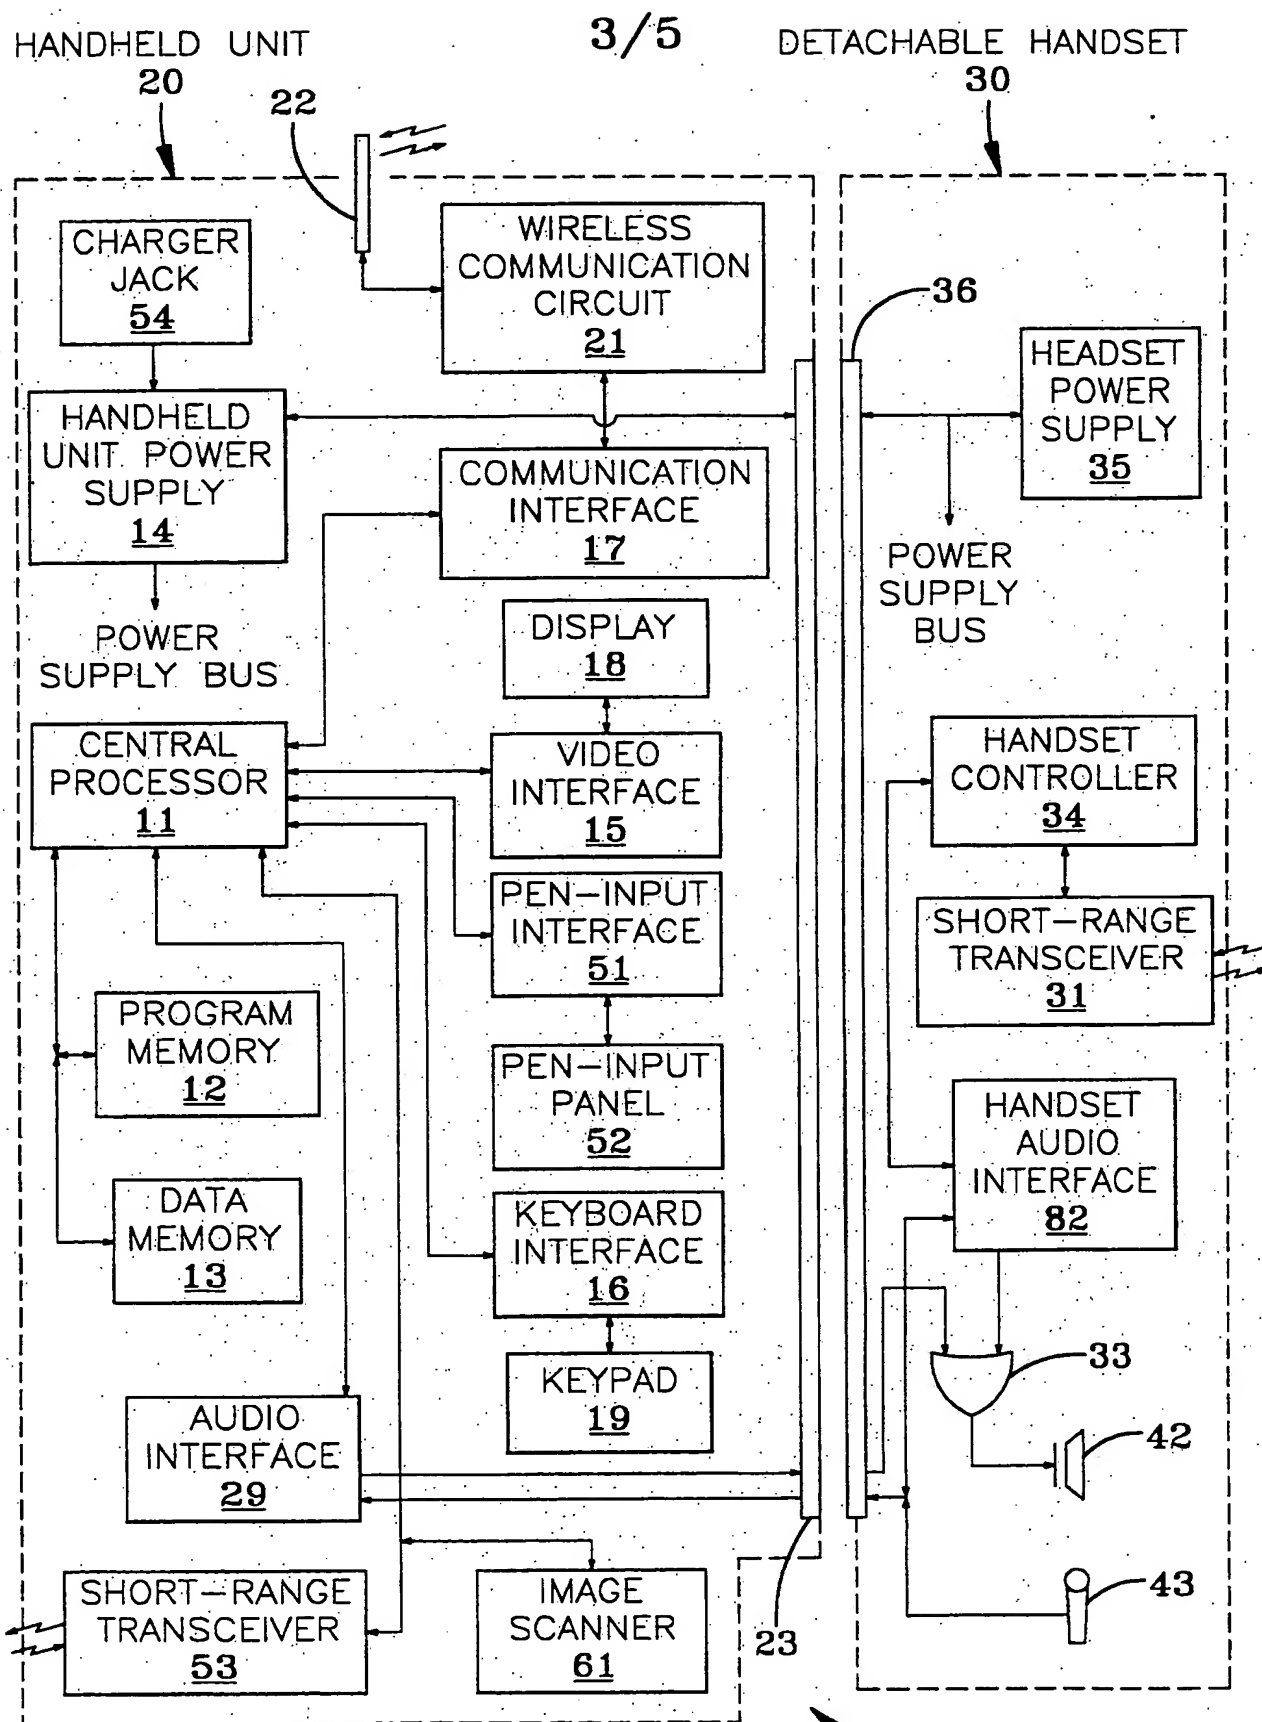 3/5
HANDHELD UNIT
20
DETACHABLE HANDSET
30
22
CHARGER
JACK
54
WIRELESS
COMMUNICATION
CIRCUIT
21
36
HEADSET
POWER
SUPPLY
35
HANDHELD
UNIT POWER
SUPPLY
14
COMMUNICATION
INTERFACE
17
POWER
SUPPLY
BUS
POWER
SUPPLY BUS
DISPLAY
18
CENTRAL
PROCESSOR
11
VIDEO
INTERFACE
15
HANDSET
CONTROLLER
34
PEN-INPUT
INTERFACE
51
SHORT-RANGE
TRANSCEIVER
31
PROGRAM
MEMORY
12
PEN-INPUT
PANEL
52
HANDSET
AUDIO
INTERFACE
82
DATA
MEMORY
13
KEYBOARD
INTERFACE
16
33
KEYPAD
19
AUDIO
INTERFACE
29
42
SHORT-RANGE
TRANSCEIVER
53
IMAGE
SCANNER
61
23
43